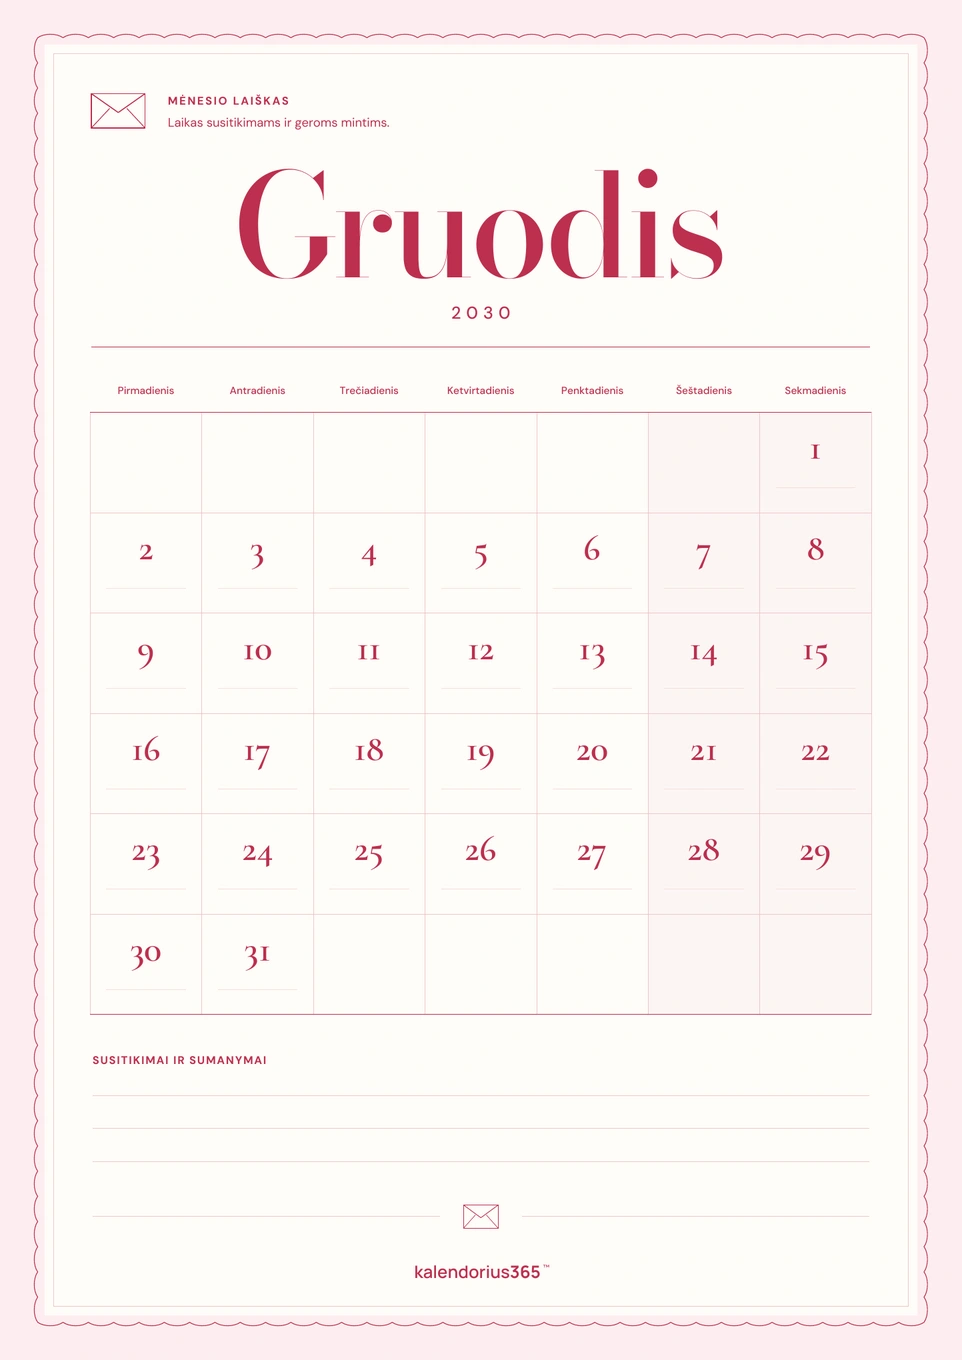 MĖNESIO LAIŠKAS
Laikas susitikimams ir geroms mintims.
Gruodis
2030
Pirmadienis Antradienis Trečiadienis Ketvirtadienis Penktadienis Šeštadienis Sekmadienis
1
2 3 4 5 6 7 8
9 10 11 12 13 14 15
16 17 18 19 20 21 22
23 24 25 26 27 28 29
30 31
SUSITIKIMAI IR SUMANYMAI
kalendorius365™